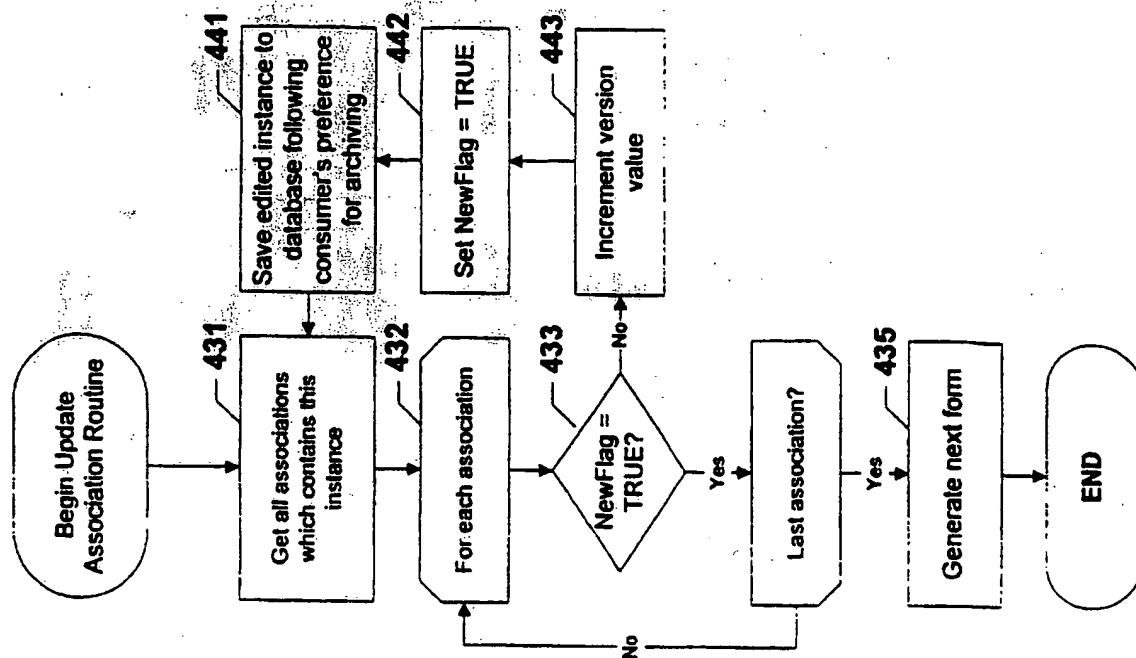 Begin Update
Association Routine
431
Get all associations
which contains this
instance
432
For each association
433
NewFlag =
TRUE?
No
Yes
Last association?
No
Yes
435
Generate next form
END
441
Save edited instance to
database following
consumer's preference
for archiving
442
Set NewFlag = TRUE
443
Increment version
value